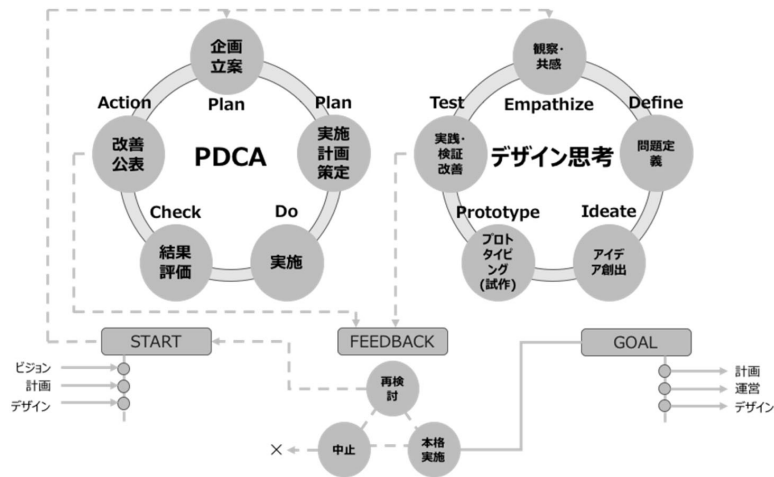 企画
立案
Plan
Action
Plan
改善
公表
PDCA
実施
計画
策定
Check
Do
結果
評価
実施
観察・
共感
Empathize
Test
Define
実践・
検証
改善
デザイン思考
問題定
義
Prototype
Ideate
プロト
タイピ
ング
(試作)
アイデ
ア創出
START
FEEDBACK
GOAL
ビジョン
計画
デザイン
再検
討
中止
本格
実施
×
計画
運営
デザイン